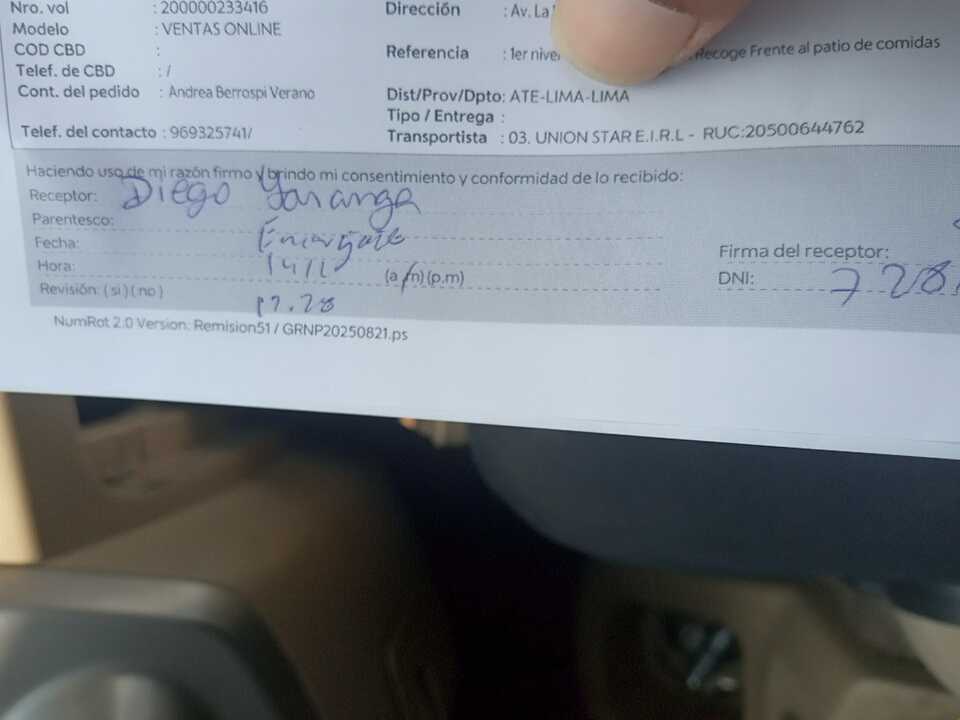 Nro. vol : 200000233416
Modelo : VENTAS ONLINE
COD CBD :
Telef. de CBD : /
Cont. del pedido : Andrea Berrospi Verano
Telef. del contacto : 969325741/
Dirección : Av. La
Referencia : 1er nive Recoge Frente al patio de comidas
Dist/Prov/Dpto: ATE-LIMA-LIMA
Tipo / Entrega :
Transportista : 03. UNION STAR E.I.R.L - RUC:20500644762
Haciendo uso de mi razón firmo y brindo mi consentimiento y conformidad de lo recibido:
Receptor: Diego Yaranga
Parentesco:
Fecha:
Hora: (a/m)(p.m)
Revisión: ( si ) ( no ) 12.28
Firma del receptor:
DNI: 728
NumRot 2.0 Version: Remision51 / GRNP20250821.ps